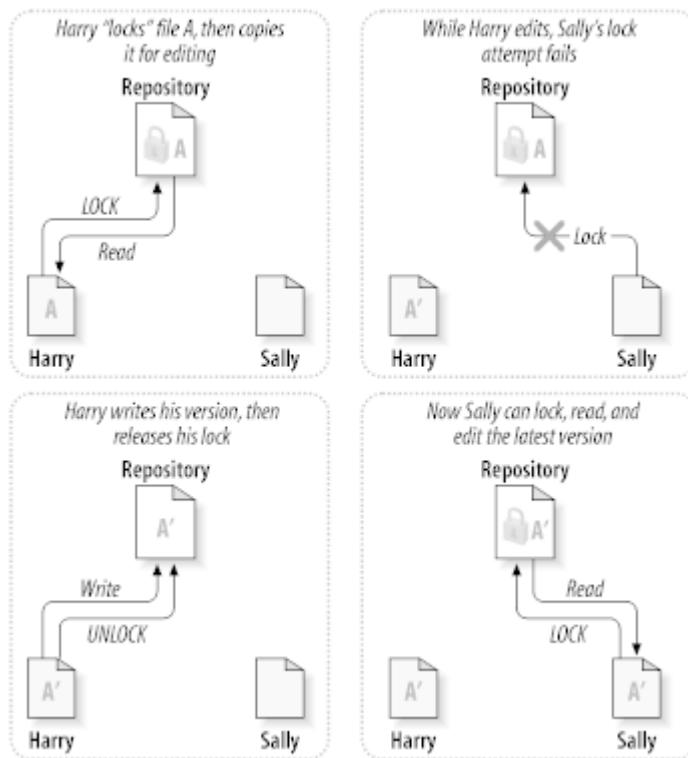 Harry “locks” file A, then copies
it for editing
Repository
A
LOCK
Read
A
Harry
Sally
While Harry edits, Sally’s lock
attempt fails
Repository
A
Lock
A′
Harry
Sally
Harry writes his version, then
releases his lock
Repository
A′
Write
UNLOCK
A′
Harry
Sally
Now Sally can lock, read, and
edit the latest version
Repository
A′
Read
LOCK
A′
A′
Harry
Sally